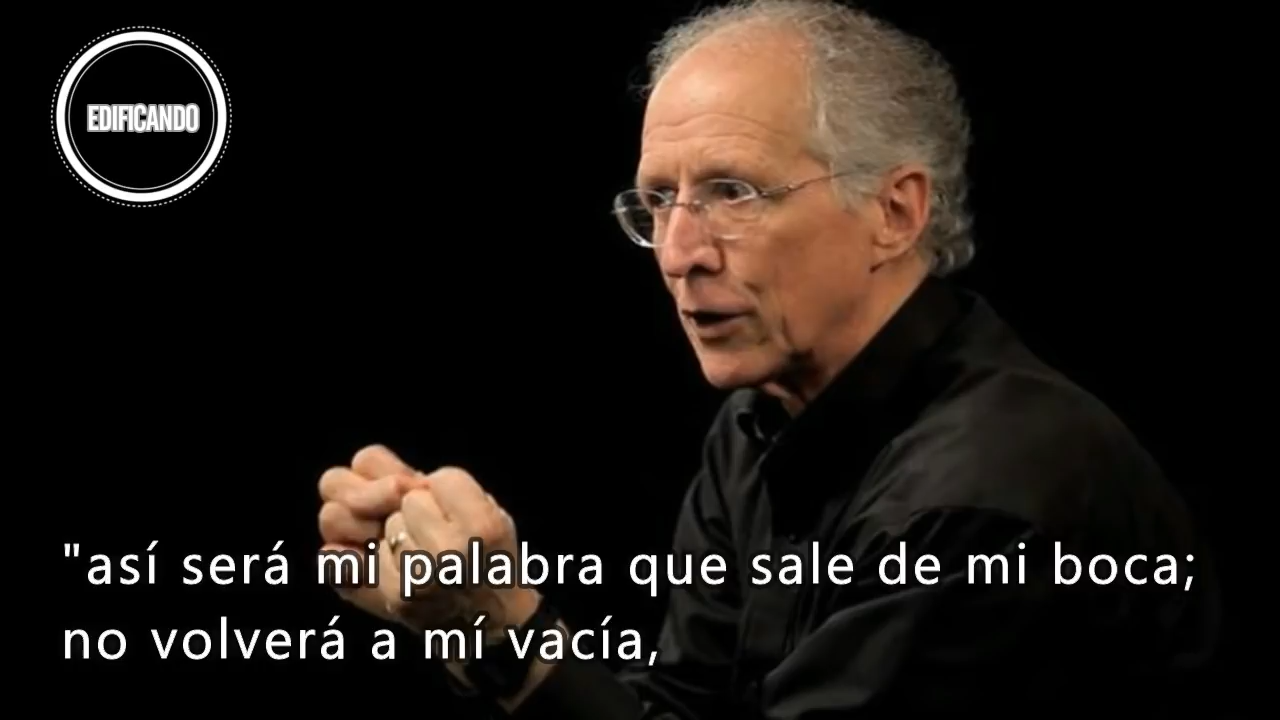 EDIFICANDO
"así será mi palabra que sale de mi boca;
no volverá a mí vacía,